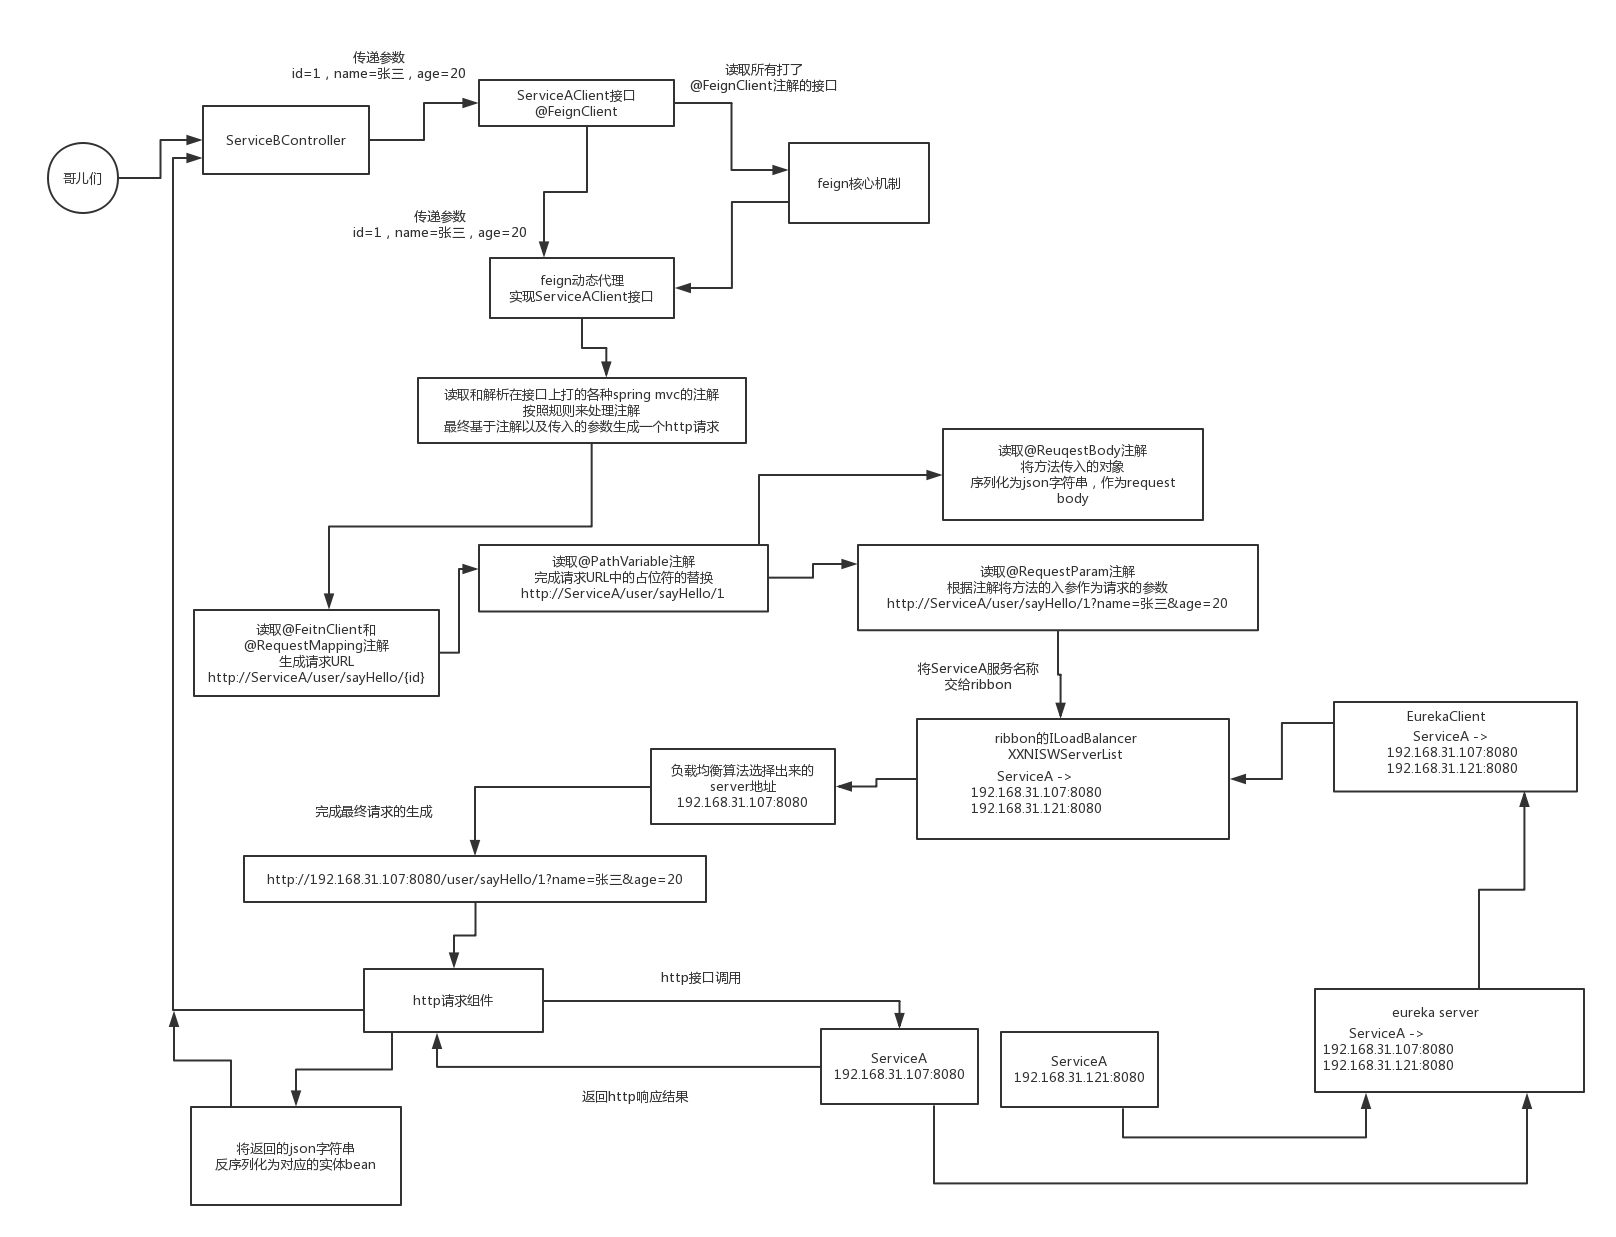 传递参数
id=1，name=张三，age=20
ServiceAClient接口
@FeignClient
读取所有打了
@FeignClient注解的接口
ServiceBController
哥儿们
feign核心机制
传递参数
id=1，name=张三，age=20
feign动态代理
实现ServiceAClient接口
读取和解析在接口上打的各种spring mvc的注解
按照规则来处理注解
最终基于注解以及传入的参数生成一个http请求
读取@ReuqestBody注解
将方法传入的对象
序列化为json字符串，作为request
body
读取@PathVariable注解
完成请求URL中的占位符的替换
http://ServiceA/user/sayHello/1
读取@RequestParam注解
根据注解将方法的入参作为请求的参数
http://ServiceA/user/sayHello/1?name=张三&age=20
读取@FeitnClient和
@RequestMapping注解
生成请求URL
http://ServiceA/user/sayHello/{id}
将ServiceA服务名称
交给ribbon
ribbon的ILoadBalancer
XXNISWServerList
ServiceA ->
192.168.31.107:8080
192.168.31.121:8080
EurekaClient
ServiceA ->
192.168.31.107:8080
192.168.31.121:8080
负载均衡算法选择出来的
server地址
192.168.31.107:8080
完成最终请求的生成
http://192.168.31.107:8080/user/sayHello/1?name=张三&age=20
http请求组件
http接口调用
ServiceA
192.168.31.107:8080
ServiceA
192.168.31.121:8080
eureka server
ServiceA ->
192.168.31.107:8080
192.168.31.121:8080
返回http响应结果
将返回的json字符串
反序列化为对应的实体bean